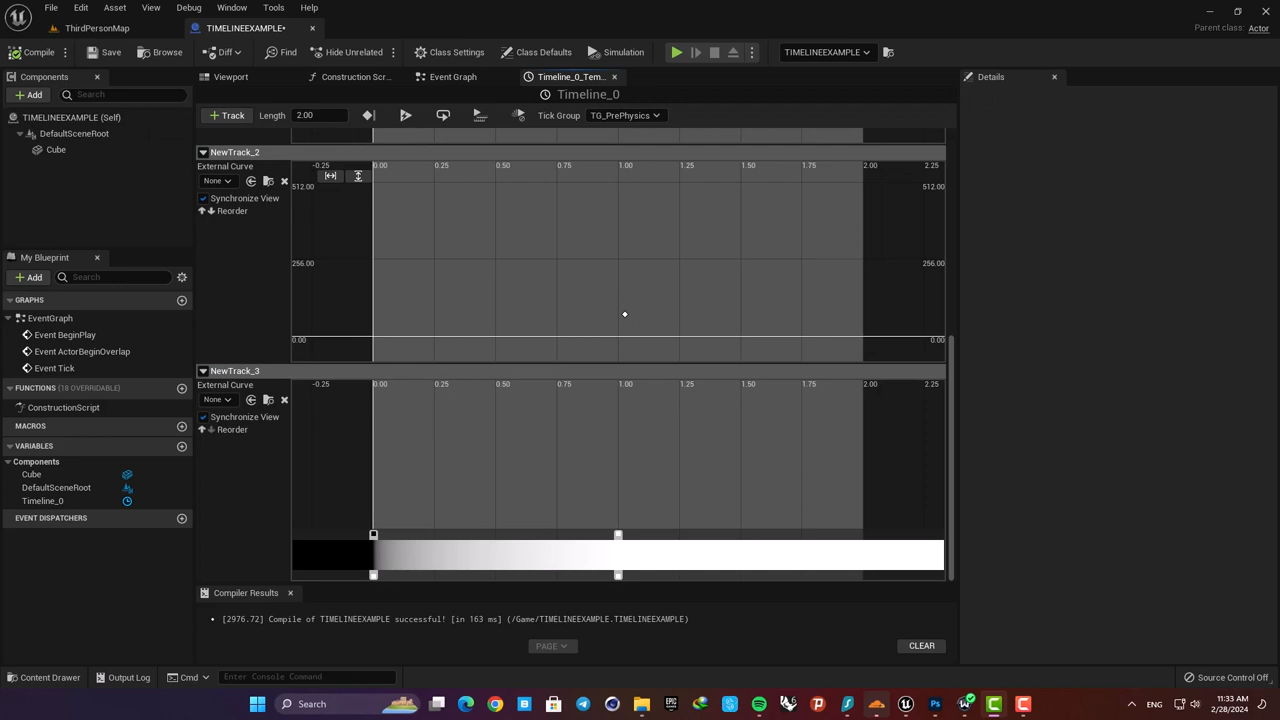 File Edit Asset View Debug Window Tools Help
ThirdPersonMap TIMELINEEXAMPLE•
Parent class: Actor
Compile Save Browse Diff Find Hide Unrelated Class Settings Class Defaults Simulation TIMELINEEXAMPLE
Components Viewport Construction Scr... Event Graph Timeline_0_Tem... Details
Add Search Timeline_0
TIMELINEEXAMPLE (Self) + Track Length 2.00 Tick Group TG_PrePhysics
DefaultSceneRoot
Cube
NewTrack_2
External Curve -0.25 0.00 0.25 0.50 0.75 1.00 1.25 1.50 1.75 2.00 2.25
None
512.00 512.00
Synchronize View
Reorder
My Blueprint 256.00 256.00
Add Search
GRAPHS
EventGraph
Event BeginPlay 0.00 0.00
Event ActorBeginOverlap
Event Tick NewTrack_3
FUNCTIONS (18 OVERRIDABLE) External Curve -0.25 0.00 0.25 0.50 0.75 1.00 1.25 1.50 1.75 2.00 2.25
ConstructionScript None
MACROS Synchronize View
Reorder
VARIABLES
Components
Cube
DefaultSceneRoot
Timeline_0
EVENT DISPATCHERS
Compiler Results
• [2976.72] Compile of TIMELINEEXAMPLE successful! [in 163 ms] (/Game/TIMELINEEXAMPLE.TIMELINEEXAMPLE)
PAGE CLEAR
Content Drawer Output Log Cmd Enter Console Command Source Control Off
Search ENG 11:33 AM
2/28/2024